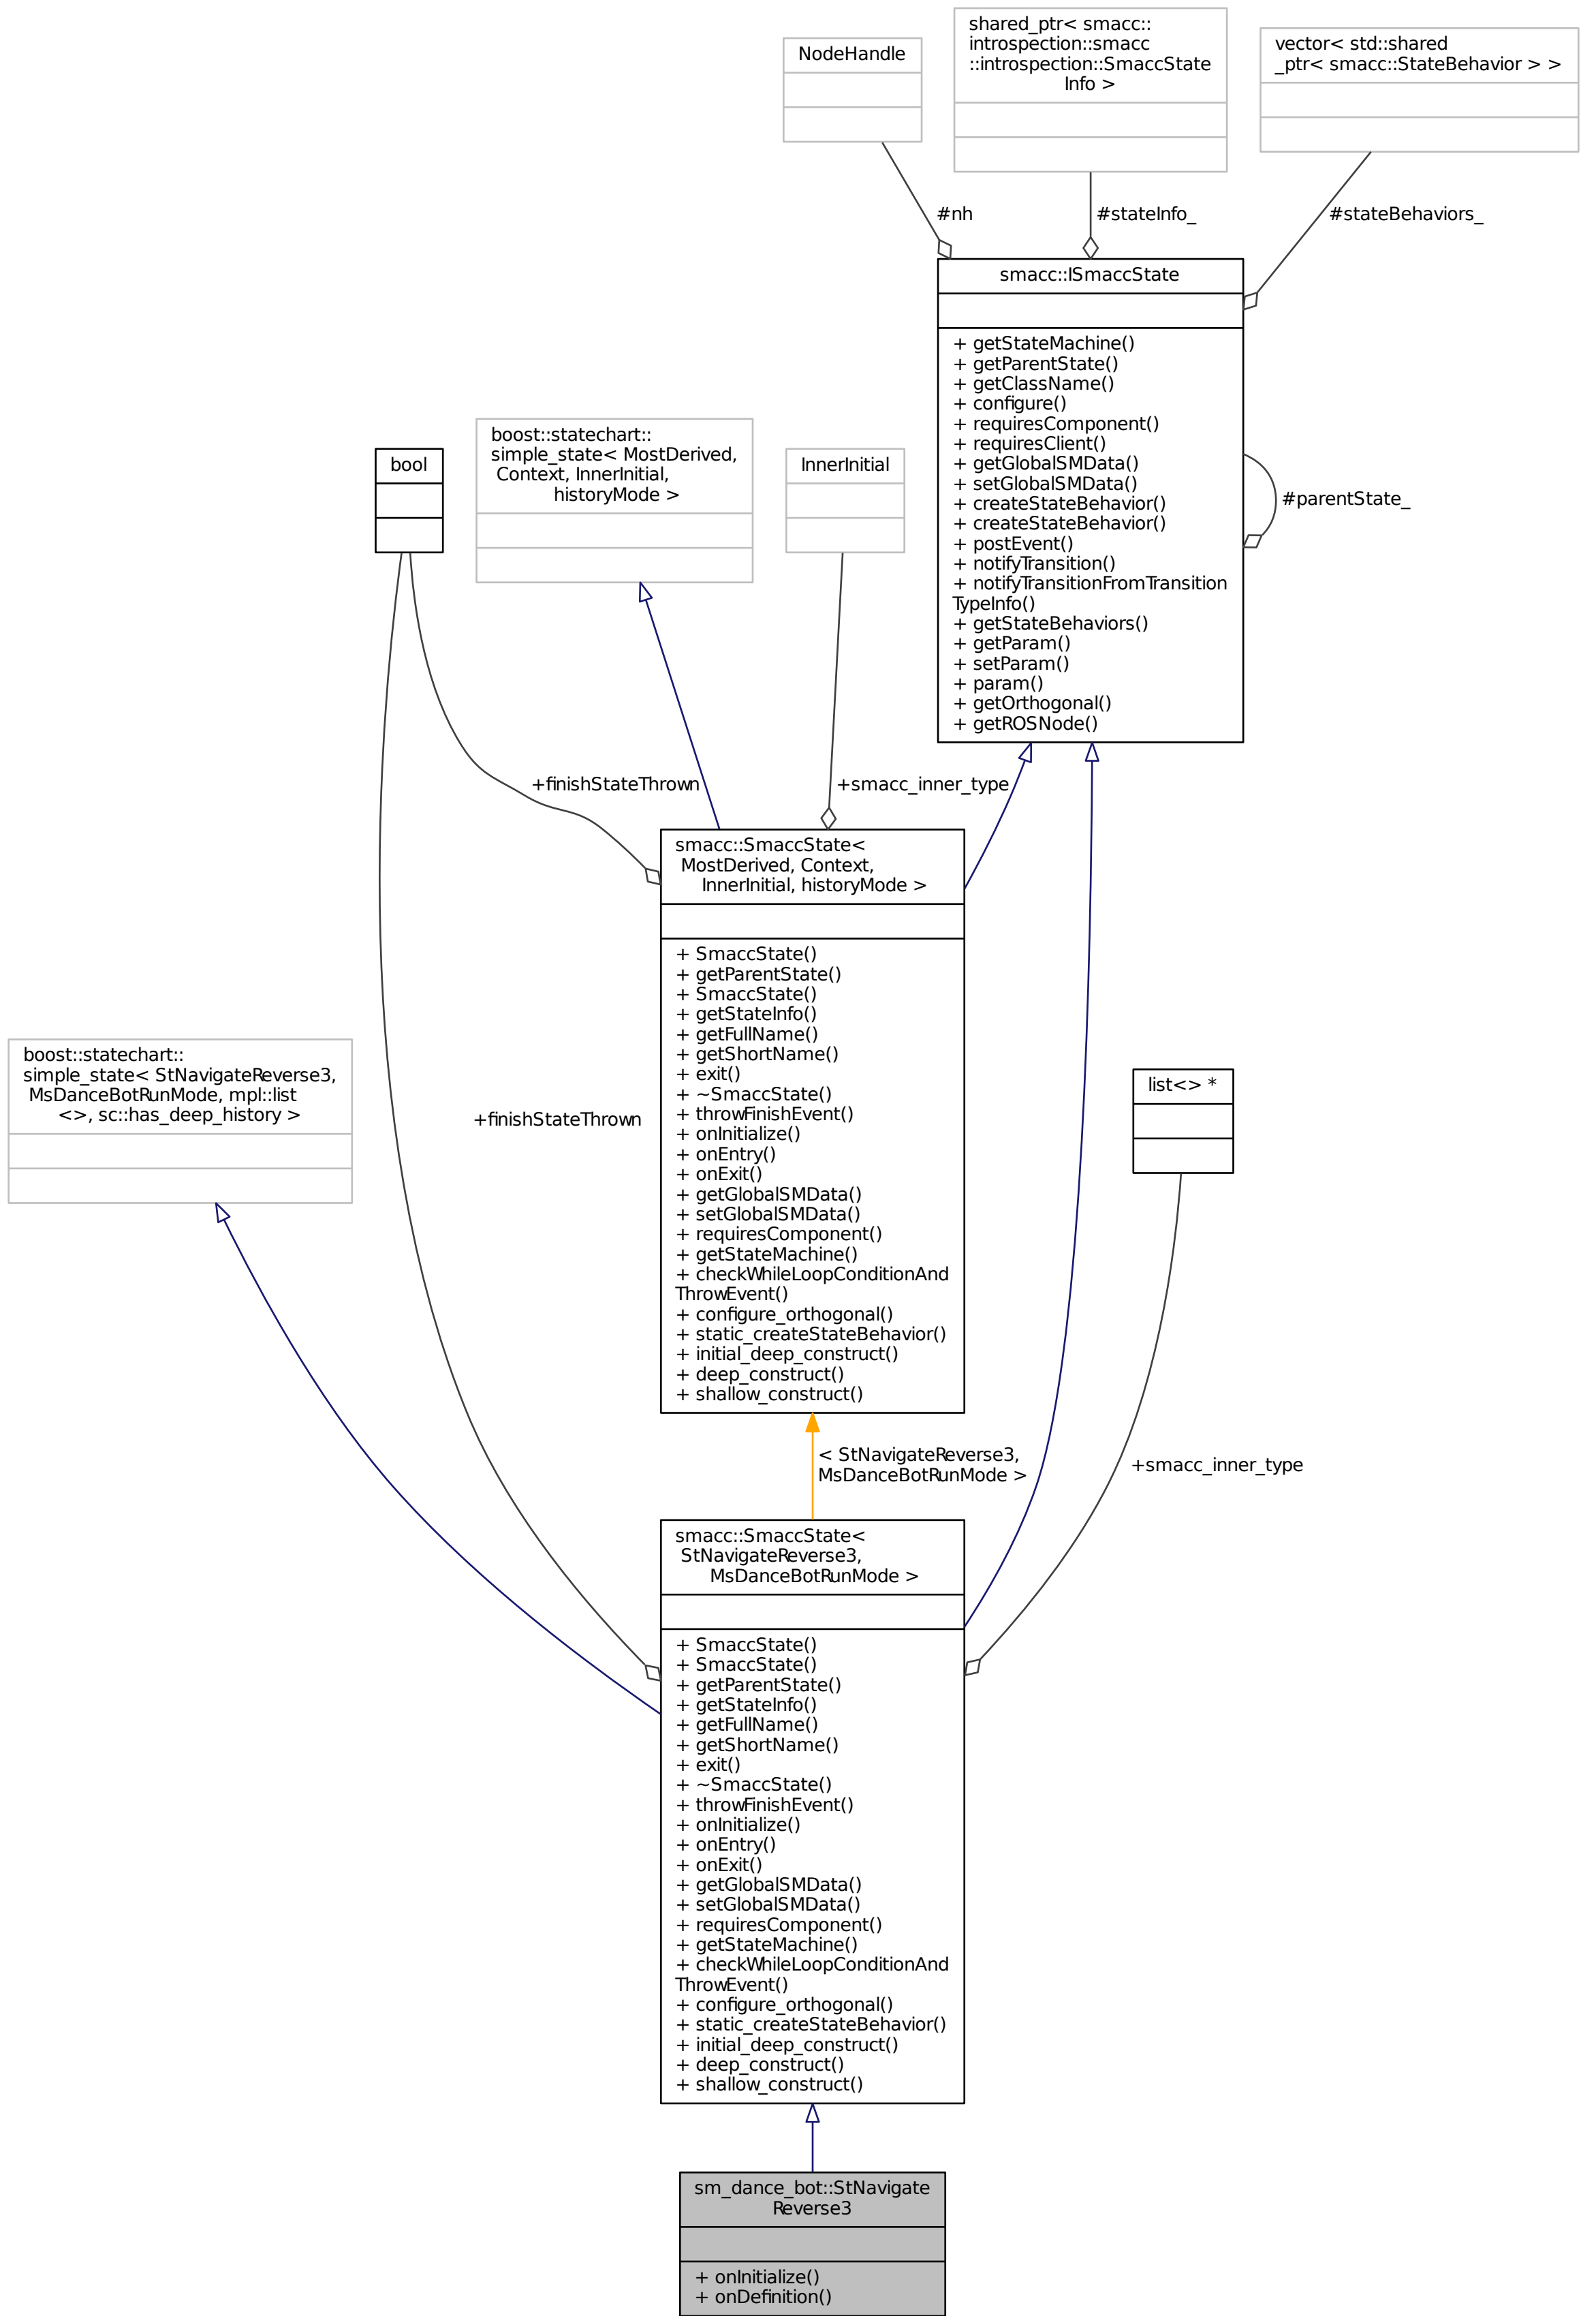 NodeHandle
shared_ptr< smacc::
introspection::smacc
::introspection::SmaccState
Info >
vector< std::shared
_ptr< smacc::StateBehavior > >
#nh
#stateInfo_
#stateBehaviors_
smacc::ISmaccState
+ getStateMachine()
+ getParentState()
+ getClassName()
+ configure()
+ requiresComponent()
+ requiresClient()
+ getGlobalSMData()
+ setGlobalSMData()
+ createStateBehavior()
+ createStateBehavior()
+ postEvent()
+ notifyTransition()
+ notifyTransitionFromTransition
TypeInfo()
+ getStateBehaviors()
+ getParam()
+ setParam()
+ param()
+ getOrthogonal()
+ getROSNode()
#parentState_
bool
boost::statechart::
simple_state< MostDerived,
Context, InnerInitial,
historyMode >
InnerInitial
+finishStateThrown
+smacc_inner_type
smacc::SmaccState<
MostDerived, Context,
InnerInitial, historyMode >
+ SmaccState()
+ getParentState()
+ SmaccState()
+ getStateInfo()
+ getFullName()
+ getShortName()
+ exit()
+ ~SmaccState()
+ throwFinishEvent()
+ onInitialize()
+ onEntry()
+ onExit()
+ getGlobalSMData()
+ setGlobalSMData()
+ requiresComponent()
+ getStateMachine()
+ checkWhileLoopConditionAnd
ThrowEvent()
+ configure_orthogonal()
+ static_createStateBehavior()
+ initial_deep_construct()
+ deep_construct()
+ shallow_construct()
boost::statechart::
simple_state< StNavigateReverse3,
MsDanceBotRunMode, mpl::list
<>, sc::has_deep_history >
+finishStateThrown
list<> *
< StNavigateReverse3,
MsDanceBotRunMode >
+smacc_inner_type
smacc::SmaccState<
StNavigateReverse3,
MsDanceBotRunMode >
+ SmaccState()
+ SmaccState()
+ getParentState()
+ getStateInfo()
+ getFullName()
+ getShortName()
+ exit()
+ ~SmaccState()
+ throwFinishEvent()
+ onInitialize()
+ onEntry()
+ onExit()
+ getGlobalSMData()
+ setGlobalSMData()
+ requiresComponent()
+ getStateMachine()
+ checkWhileLoopConditionAnd
ThrowEvent()
+ configure_orthogonal()
+ static_createStateBehavior()
+ initial_deep_construct()
+ deep_construct()
+ shallow_construct()
sm_dance_bot::StNavigate
Reverse3
+ onInitialize()
+ onDefinition()